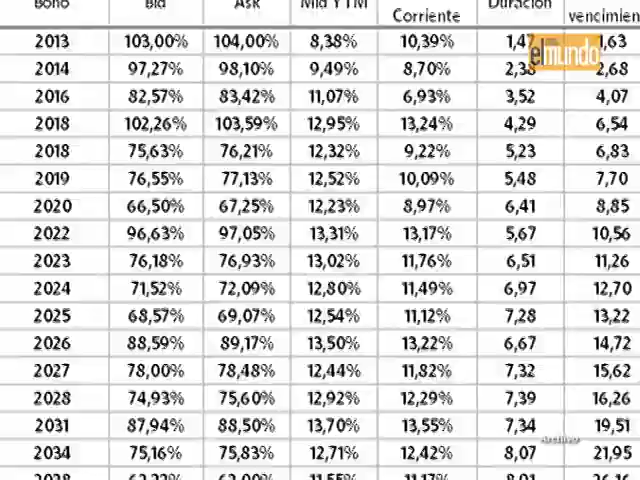 Bono Bid Ask Mid YTM Corriente Duración vencimien
2013 103,00% 104,00% 8,38% 10,39% 1,47 1,63
elmundo
2014 97,27% 98,10% 9,49% 8,70% 2,38 2,68
2016 82,57% 83,42% 11,07% 6,93% 3,52 4,07
2018 102,26% 103,59% 12,95% 13,24% 4,29 6,54
2018 75,63% 76,21% 12,32% 9,22% 5,23 6,83
2019 76,55% 77,13% 12,52% 10,09% 5,48 7,70
2020 66,50% 67,25% 12,23% 8,97% 6,41 8,85
2022 96,63% 97,05% 13,31% 13,17% 5,67 10,56
2023 76,18% 76,93% 13,02% 11,76% 6,51 11,26
2024 71,52% 72,09% 12,80% 11,49% 6,97 12,70
2025 68,57% 69,07% 12,54% 11,12% 7,28 13,22
2026 88,59% 89,17% 13,50% 13,22% 6,67 14,72
2027 78,00% 78,48% 12,44% 11,82% 7,32 15,62
2028 74,93% 75,60% 12,92% 12,29% 7,39 16,26
2031 87,94% 88,50% 13,70% 13,55% 7,34 19,51
Archivo
2034 75,16% 75,83% 12,71% 12,42% 8,07 21,95